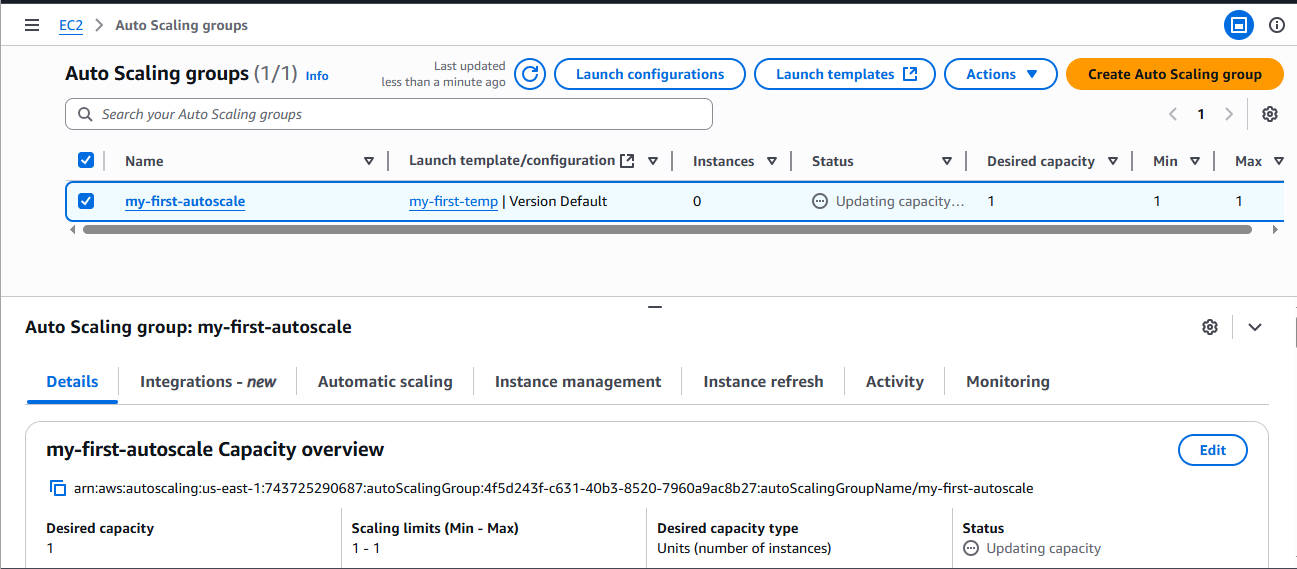 EC2 > Auto Scaling groups
Auto Scaling groups (1/1) Info
Last updated
less than a minute ago
Launch configurations
Launch templates
Actions
Create Auto Scaling group
Search your Auto Scaling groups
1
Name Launch template/configuration Instances Status Desired capacity Min Max
my-first-autoscale my-first-temp | Version Default 0 Updating capacity... 1 1 1
Auto Scaling group: my-first-autoscale
Details Integrations - new Automatic scaling Instance management Instance refresh Activity Monitoring
my-first-autoscale Capacity overview
Edit
arn:aws:autoscaling:us-east-1:743725290687:autoScalingGroup:4f5d243f-c631-40b3-8520-7960a9ac8b27:autoScalingGroupName/my-first-autoscale
Desired capacity Scaling limits (Min - Max) Desired capacity type Status
1 1 - 1 Units (number of instances) Updating capacity